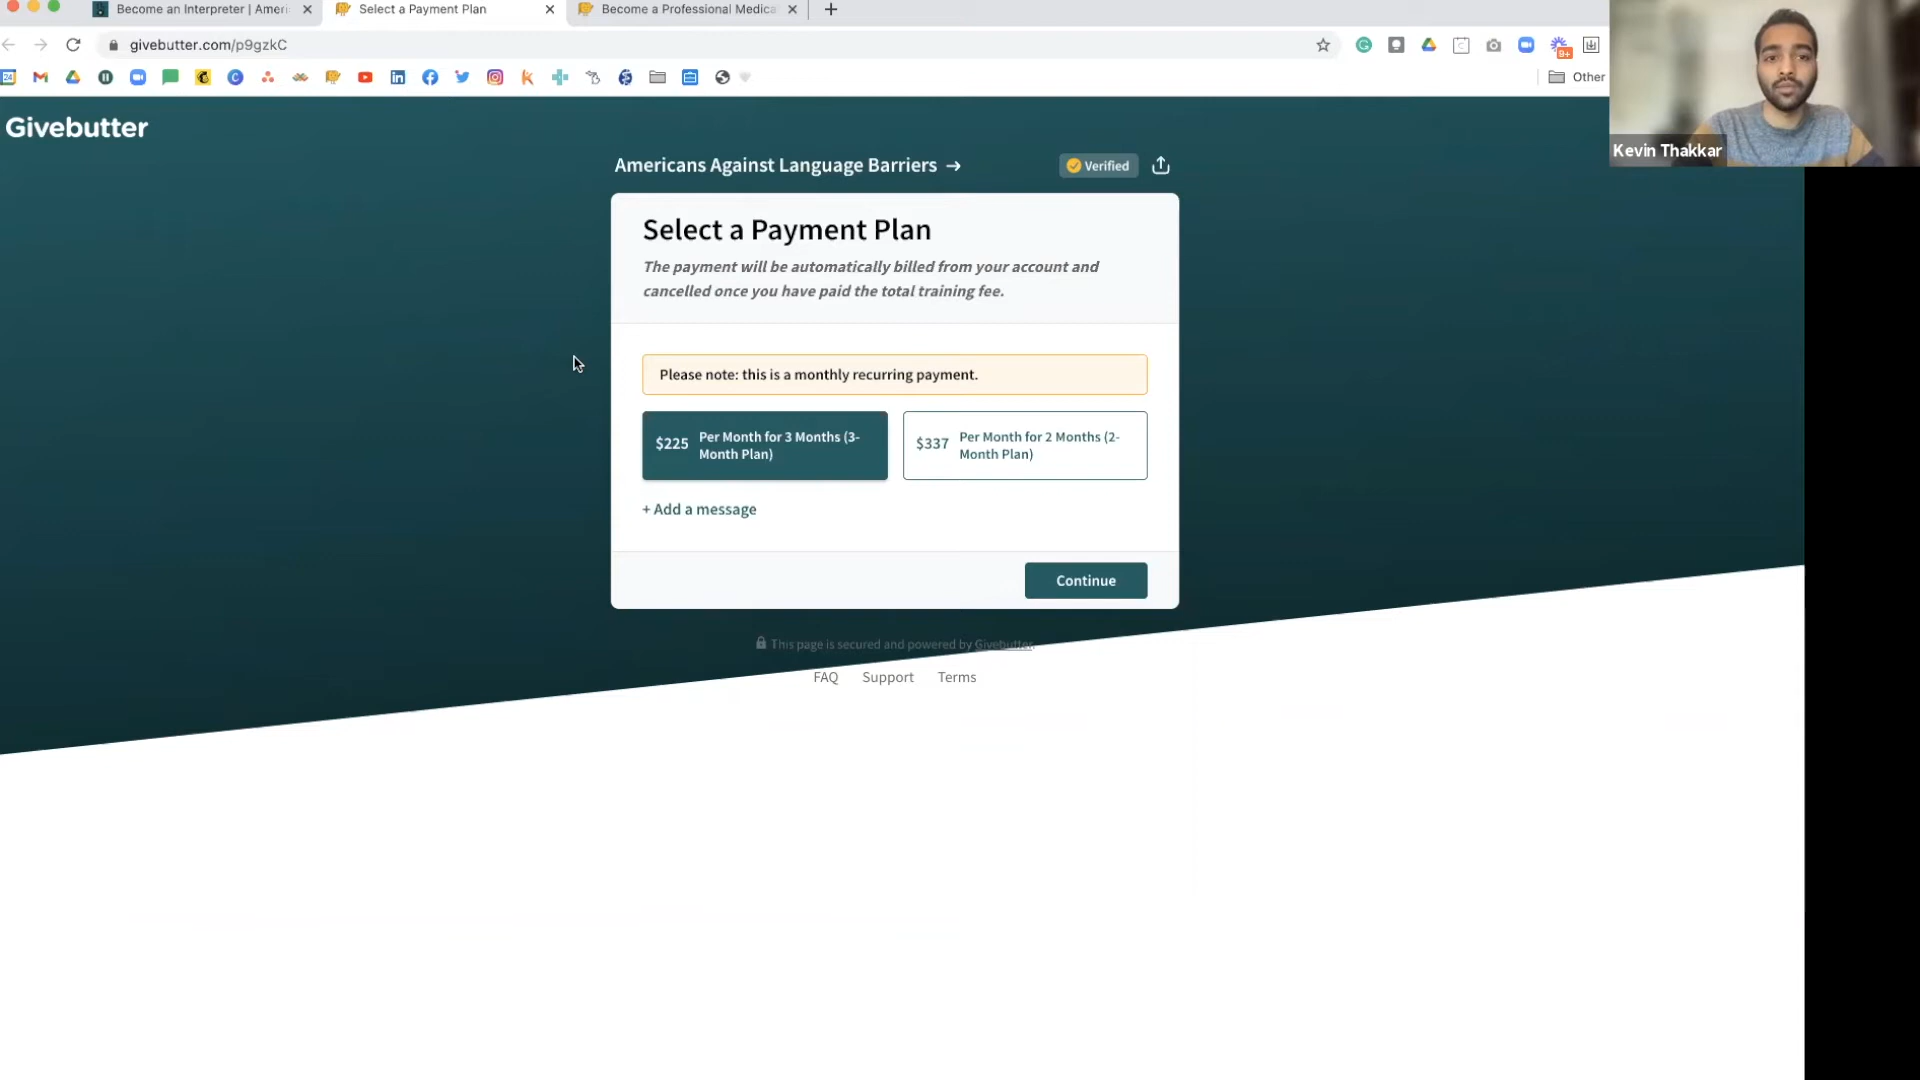 Become an Interpreter | Ameri
Select a Payment Plan
Become a Professional Medica
givebutter.com/p9gzkC
24
9+
Other
Kevin Thakkar
Givebutter
Americans Against Language Barriers →
Verified
Select a Payment Plan
The payment will be automatically billed from your account and
cancelled once you have paid the total training fee.
Please note: this is a monthly recurring payment.
$225 Per Month for 3 Months (3-
Month Plan)
$337 Per Month for 2 Months (2-
Month Plan)
+ Add a message
Continue
This page is secured and powered by Givebutter.
FAQ Support Terms